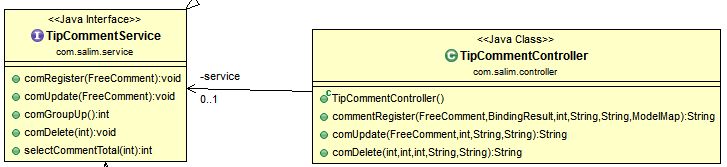 <<Java Interface>>
TipCommentService
com.salim.service
comRegister(FreeComment):void
comUpdate(FreeComment):void
comGroupUp():int
comDelete(int):void
selectCommentTotal(int):int
-service
0..1
<<Java Class>>
TipCommentController
com.salim.controller
TipCommentController()
commentRegister(FreeComment,BindingResult,int,String,String,ModelMap):String
comUpdate(FreeComment,int,String,String):String
comDelete(int,int,int,String,String):String